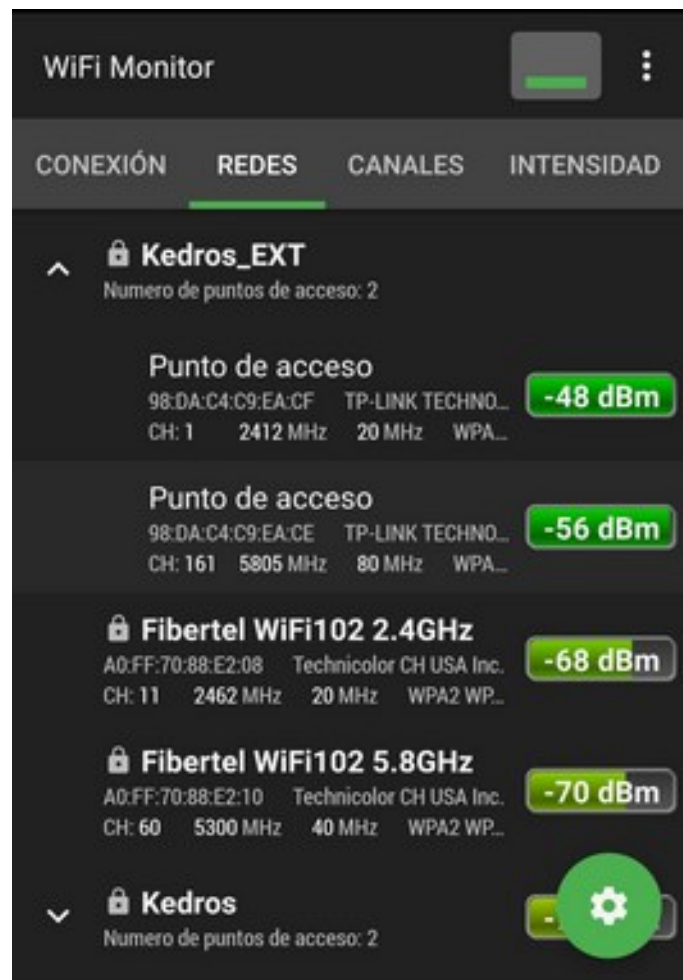 WiFi Monitor
CONEXIÓN REDES CANALES INTENSIDAD
Kedros_EXT
Numero de puntos de acceso: 2
Punto de acceso
98:DA:C4:C9:EA:CF TP-LINK TECHNO...
-48 dBm
CH: 1 2412 MHz 20 MHz WPA...
Punto de acceso
98:DA:C4:C9:EA:CE TP-LINK TECHNO...
-56 dBm
CH: 161 5805 MHz 80 MHz WPA...
Fibertel WiFi102 2.4GHz
A0:FF:70:88:E2:08 Technicolor CH USA Inc.
-68 dBm
CH: 11 2462 MHz 20 MHz WPA2 WP...
Fibertel WiFi102 5.8GHz
A0:FF:70:88:E2:10 Technicolor CH USA Inc.
-70 dBm
CH: 60 5300 MHz 40 MHz WPA2 WP...
Kedros
Numero de puntos de acceso: 2